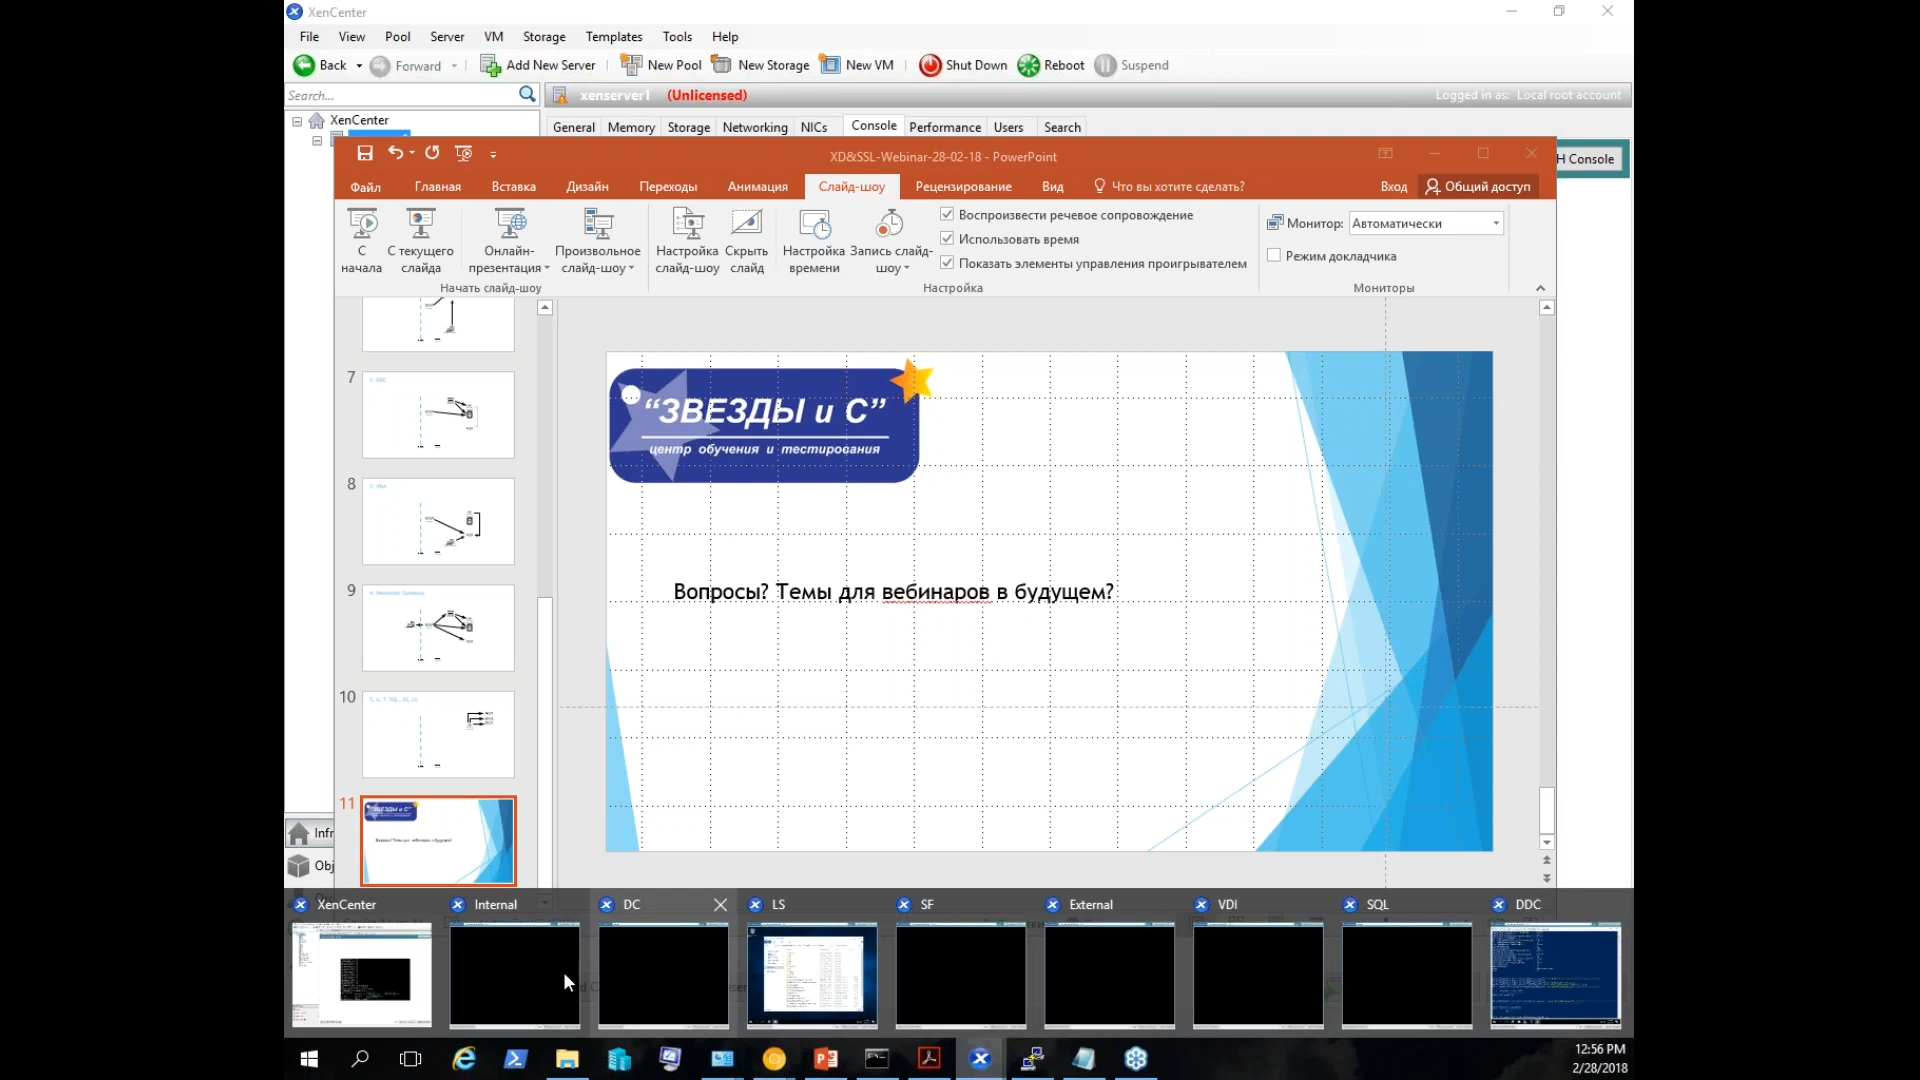 XenCenter
File View Pool Server VM Storage Templates Tools Help
Back Forward Add New Server New Pool New Storage New VM Shut Down Reboot Suspend
Search...
xenserver1 (Unlicensed)
Logged in as: Local root account
XenCenter
General Memory Storage Networking NICs Console Performance Users Search
H Console
XD&SSL-Webinar-28-02-18 - PowerPoint
Файл Главная Вставка Дизайн Переходы Анимация Слайд-шоу Рецензирование Вид Что вы хотите сделать? Вход Общий доступ
С начала
С текущего слайда
Онлайн-презентация
Произвольное слайд-шоу
Настройка слайд-шоу
Скрыть слайд
Настройка времени
Запись слайд-шоу
Воспроизвести речевое сопровождение
Использовать время
Показать элементы управления проигрывателем
Монитор: Автоматически
Режим докладчика
Начать слайд-шоу
Настройка
Мониторы
7
8
9
10
11
“ЗВЕЗДЫ и С”
центр обучения и тестирования
Вопросы? Темы для вебинаров в будущем?
Infr
Obj
XenCenter Internal DC LS SF External VDI SQL DDC
12:56 PM
2/28/2018